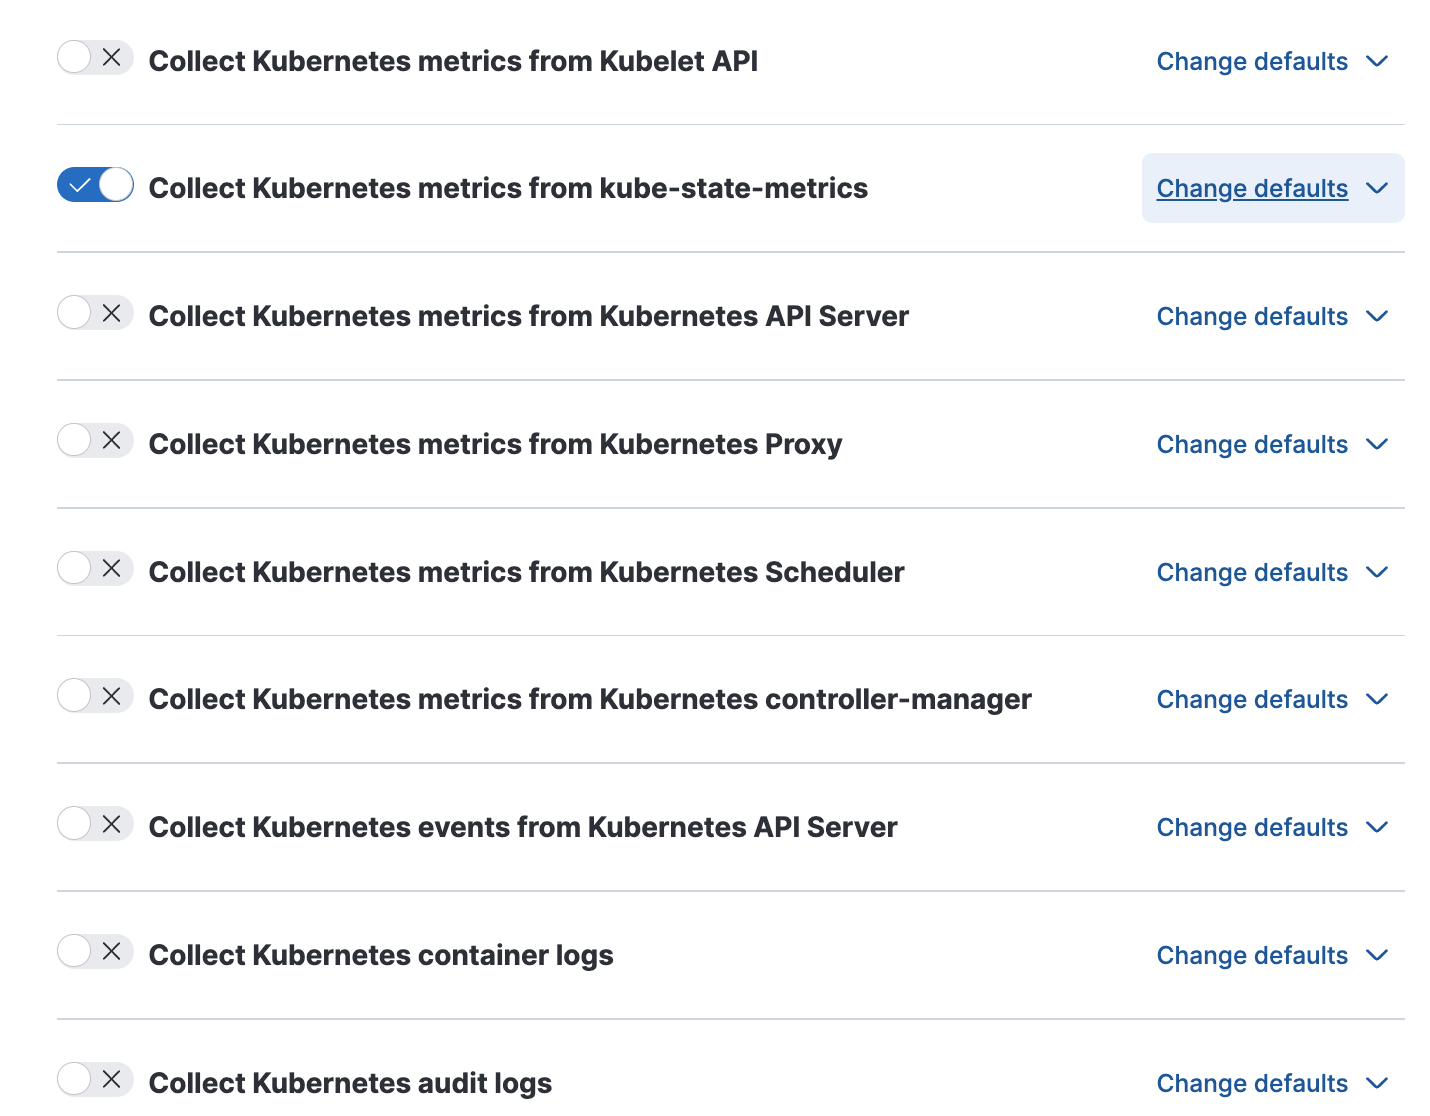 Collect Kubernetes metrics from Kubelet API Change defaults
Collect Kubernetes metrics from kube-state-metrics Change defaults
Collect Kubernetes metrics from Kubernetes API Server Change defaults
Collect Kubernetes metrics from Kubernetes Proxy Change defaults
Collect Kubernetes metrics from Kubernetes Scheduler Change defaults
Collect Kubernetes metrics from Kubernetes controller-manager Change defaults
Collect Kubernetes events from Kubernetes API Server Change defaults
Collect Kubernetes container logs Change defaults
Collect Kubernetes audit logs Change defaults